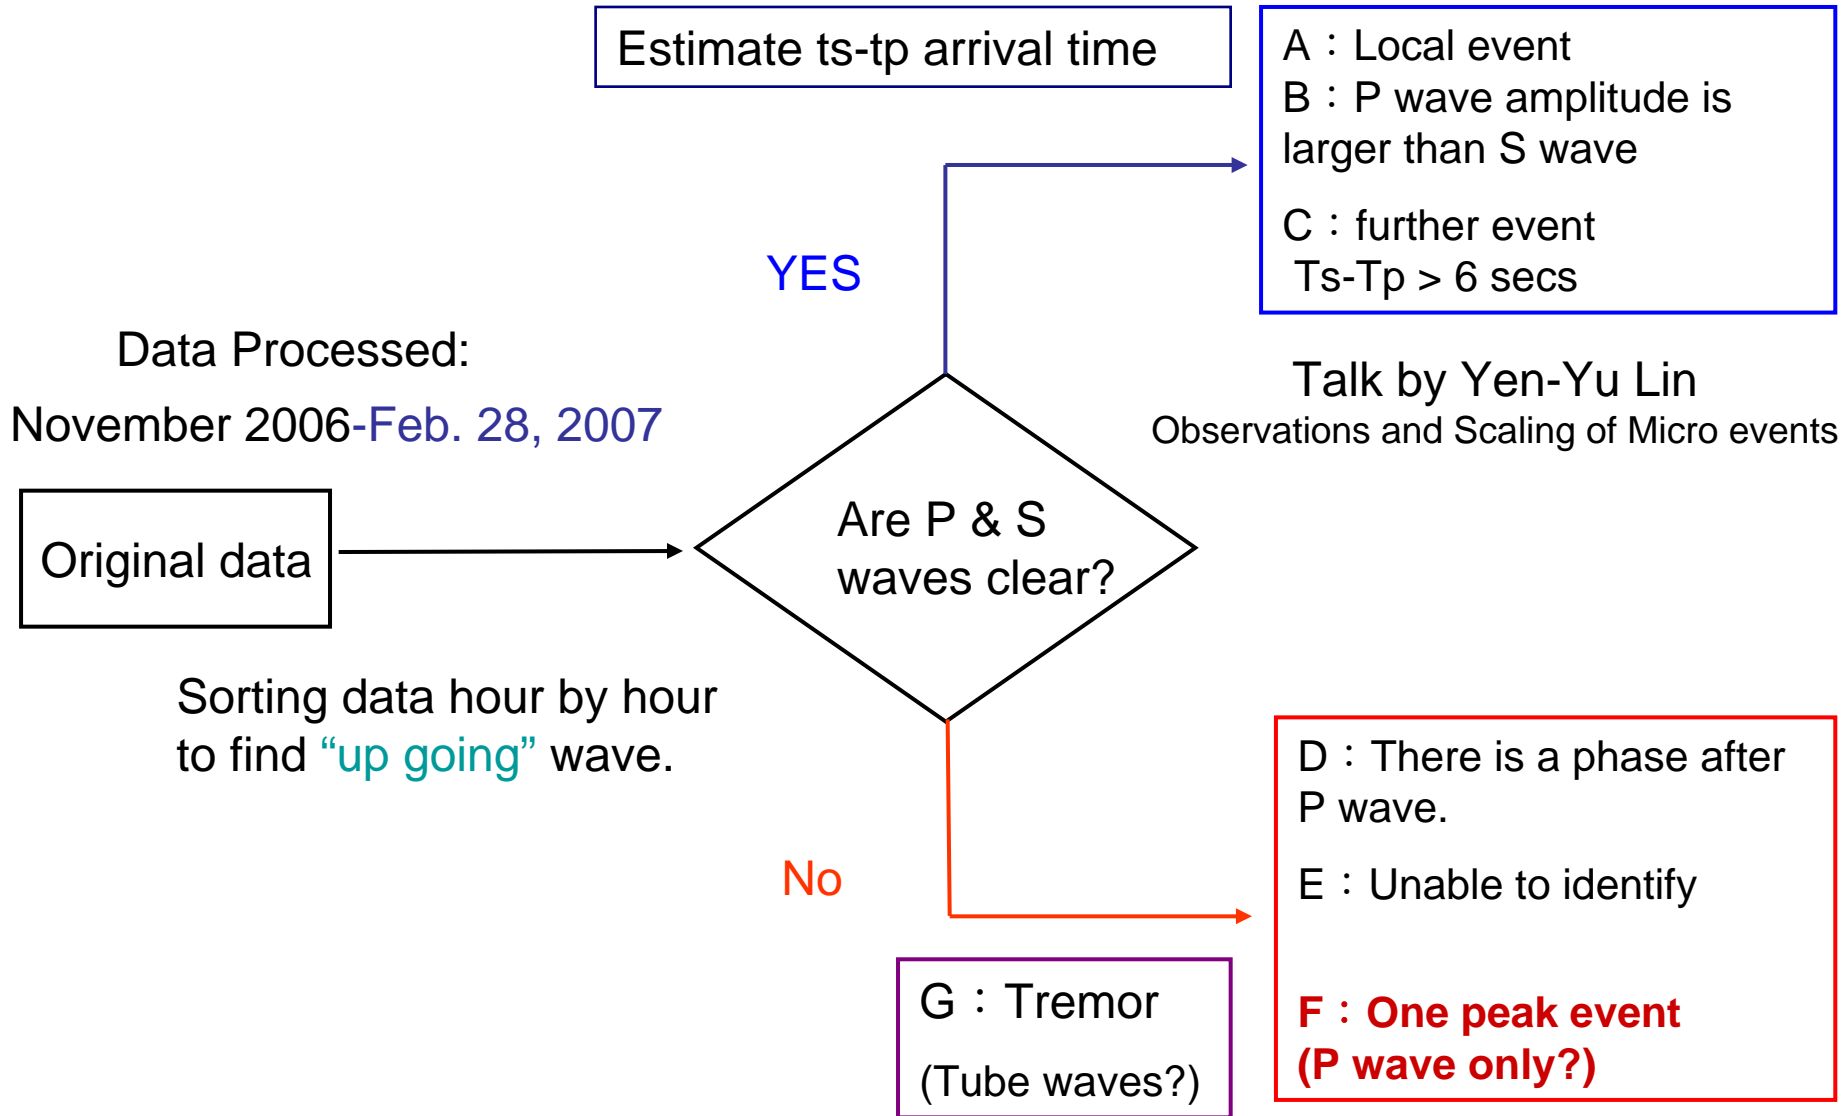 Estimate ts-tp arrival time
A：Local event
B：P wave amplitude is
larger than S wave
C：further event
Ts-Tp > 6 secs
YES
Data Processed:
November 2006-Feb. 28, 2007
Talk by Yen-Yu Lin
Observations and Scaling of Micro events
Original data
Are P & S
waves clear?
Sorting data hour by hour
to find “up going” wave.
No
D：There is a phase after
P wave.
E：Unable to identify
F：One peak event
(P wave only?)
G：Tremor
(Tube waves?)